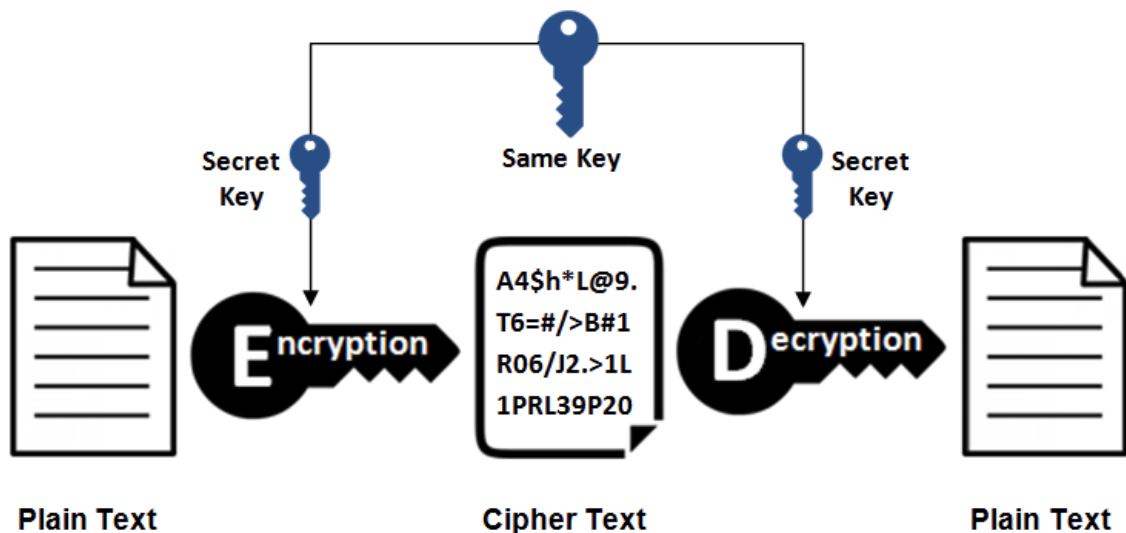 Same Key
Secret
Key
Secret
Key
Encryption
A4$h*L@9.
T6=#/>B#1
R06/J2.>1L
1PRL39P20
Decryption
Plain Text
Cipher Text
Plain Text